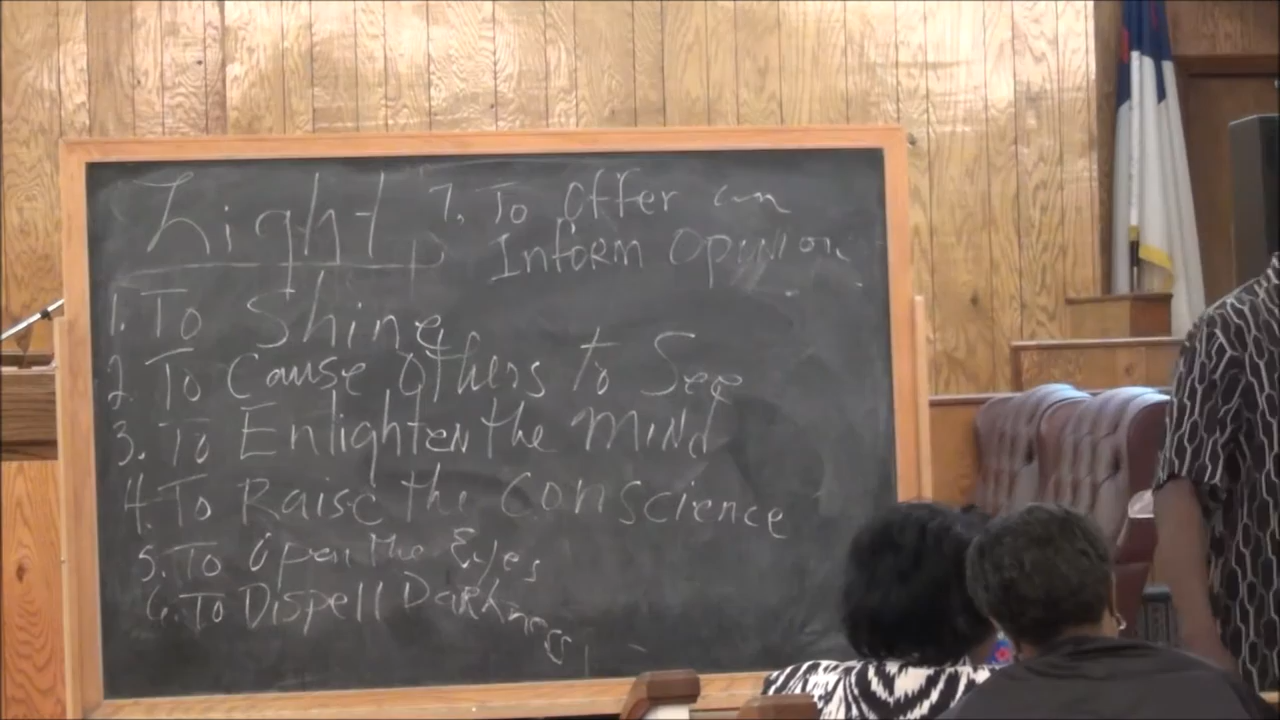 Light
1. To Shine
2. To Cause Others to See
3. To Enlighten the MIND
4. To Raise the Conscience
5. To Open the Eyes
6. To Dispell Darkness
7. To Offer an
Inform Opinion